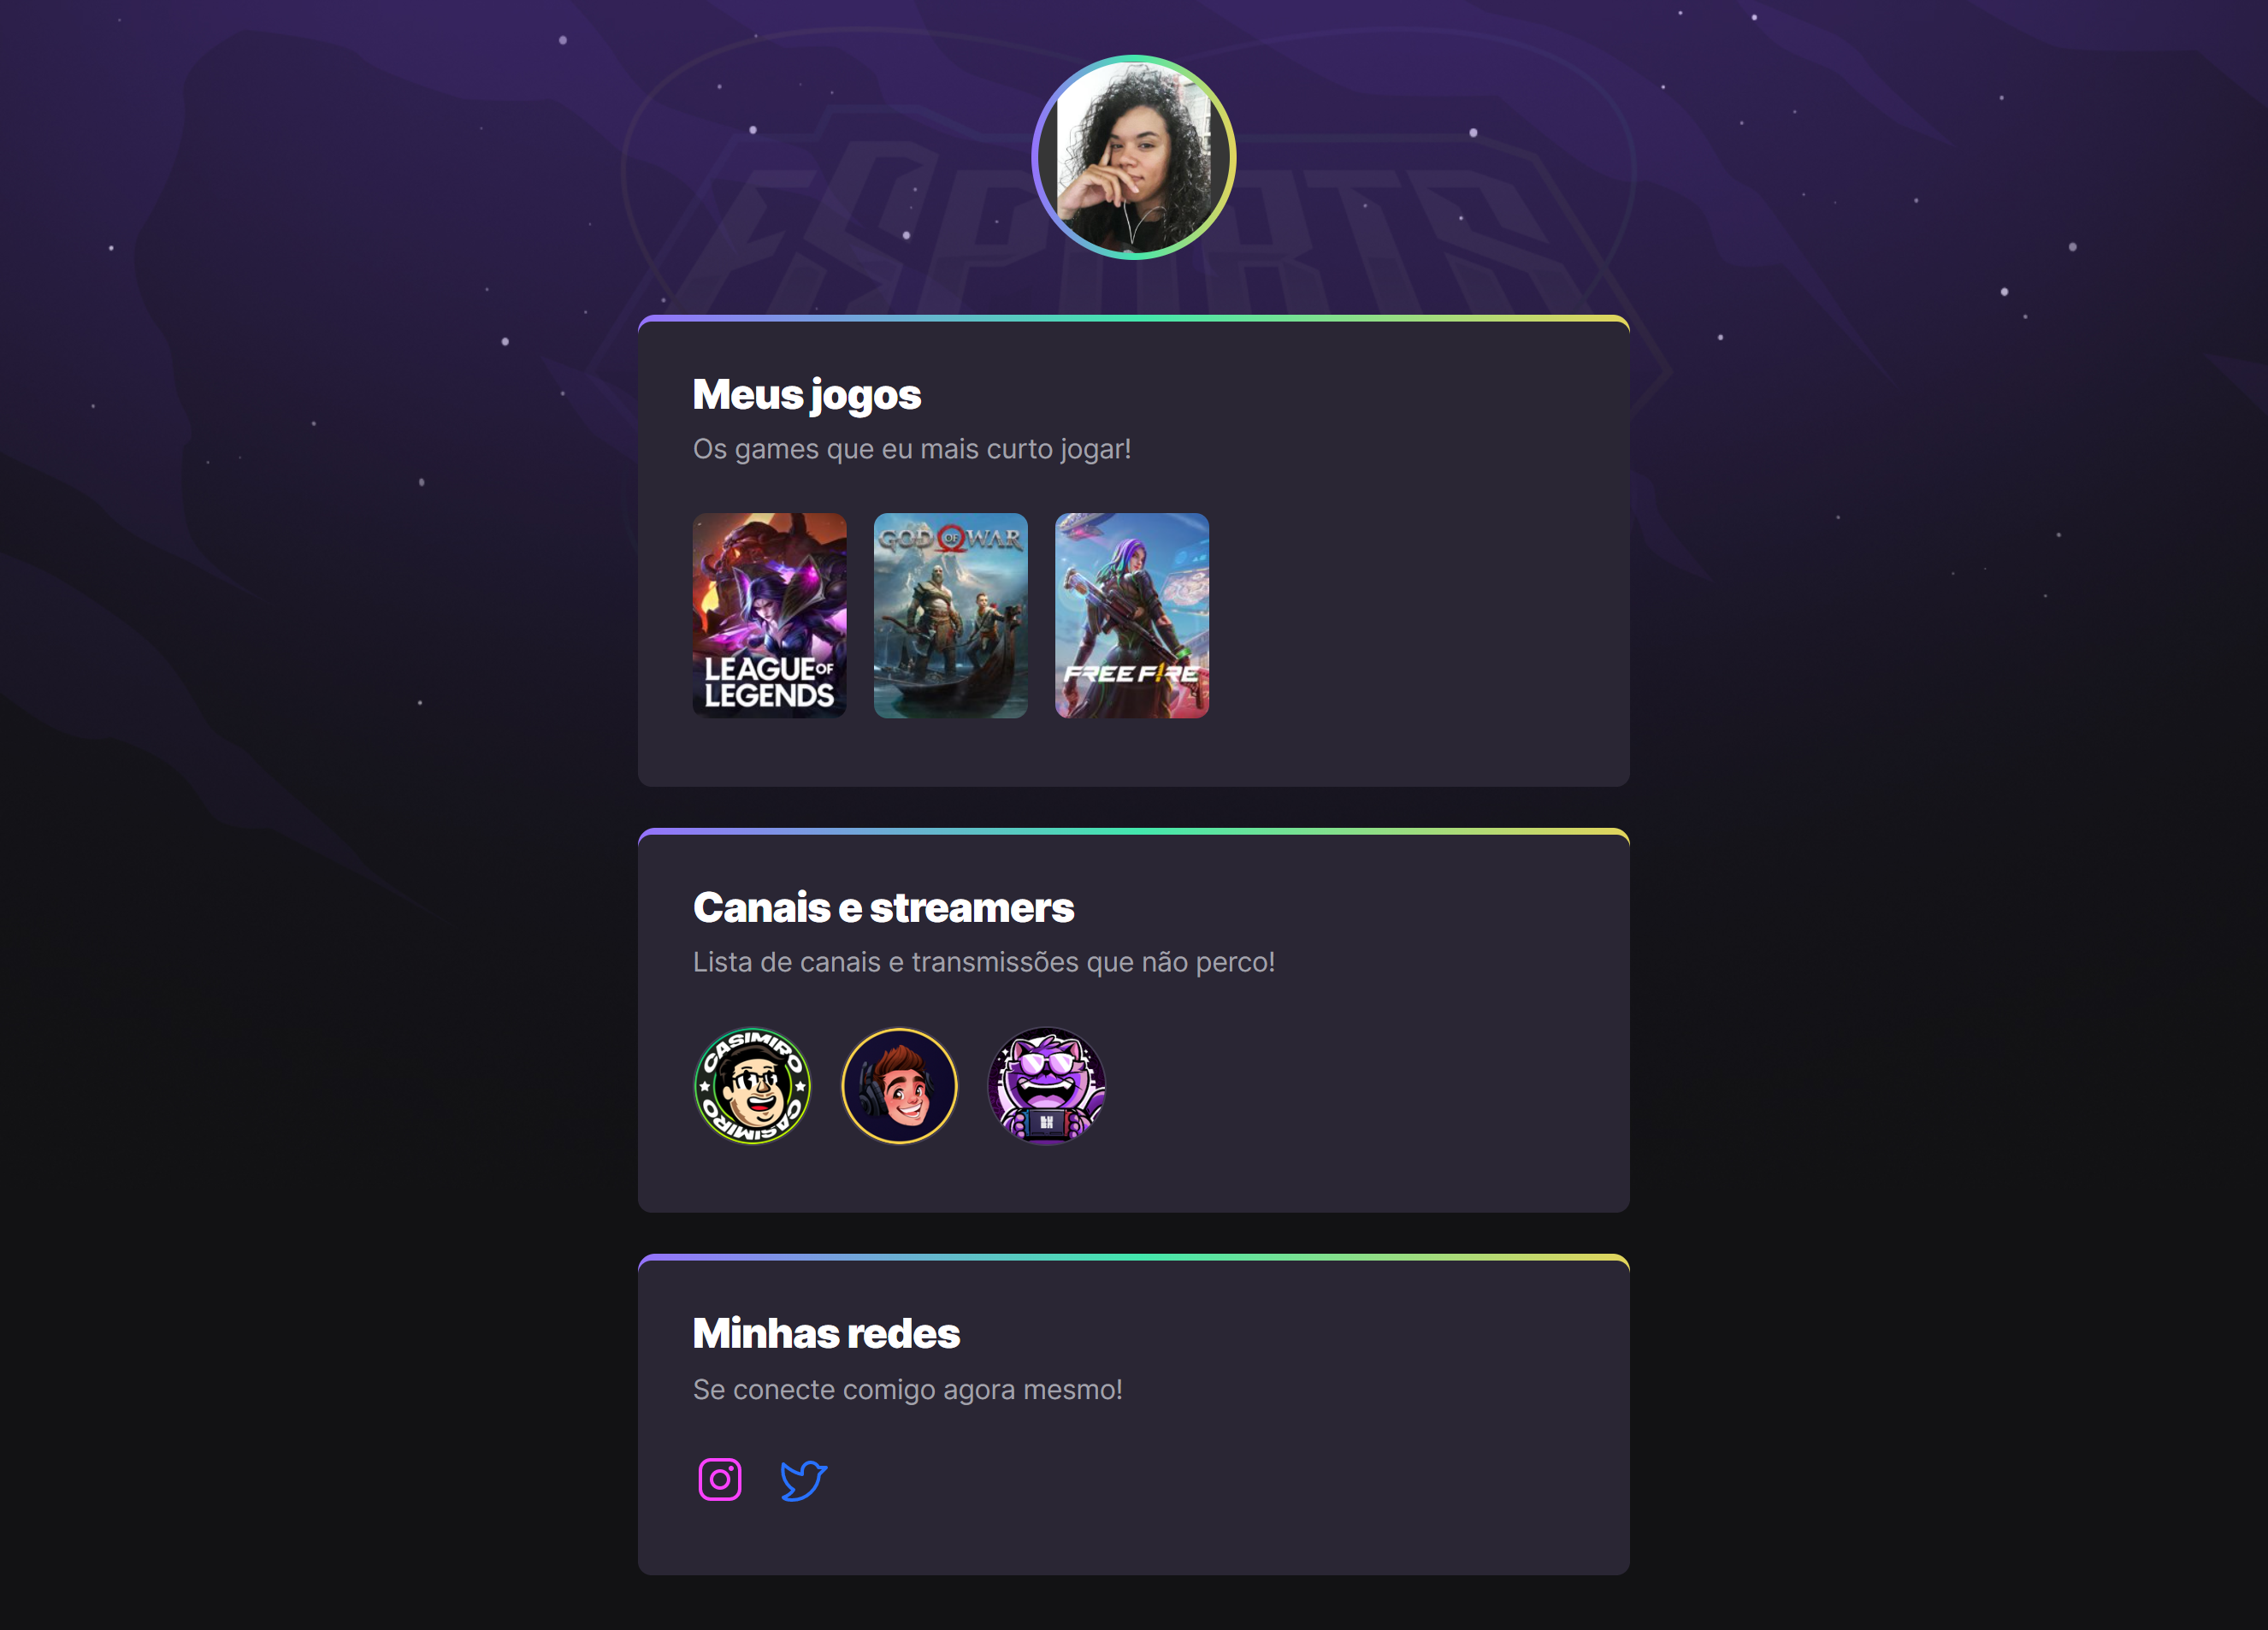 ESPORTS
Meus jogos
Os games que eu mais curto jogar!
LEAGUE OF
LEGENDS
GOD OF WAR
FREE FIRE
Canais e streamers
Lista de canais e transmissões que não perco!
CASIMIRO
CASIMIRO
Minhas redes
Se conecte comigo agora mesmo!